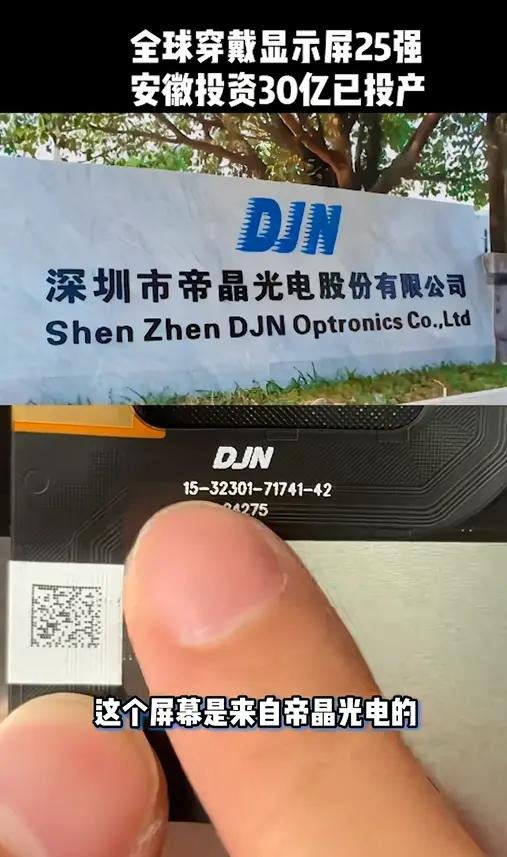 全球穿戴显示屏25强
安徽投资30亿已投产
DJN
深圳市帝晶光电股份有限公司
Shen Zhen DJN Optronics Co.,Ltd
DJN
15-32301-71741-42
这个屏幕是来自帝晶光电的